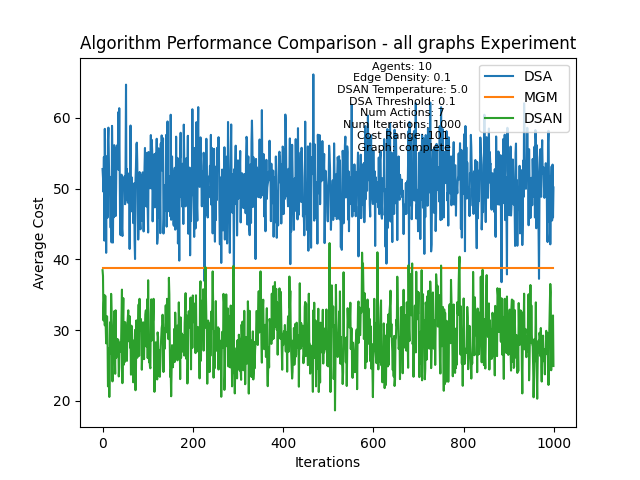 Algorithm Performance Comparison - all graphs Experiment
Agents: 10
Edge Density: 0.1
DSAN Temperature: 5.0
DSA Threshold: 0.1
Num Actions: 7
Num Iterations: 1000
Cost Range: 101
Graph: complete
DSA
MGM
DSAN
Average Cost
60
50
40
30
20
0
200
400
600
800
1000
Iterations